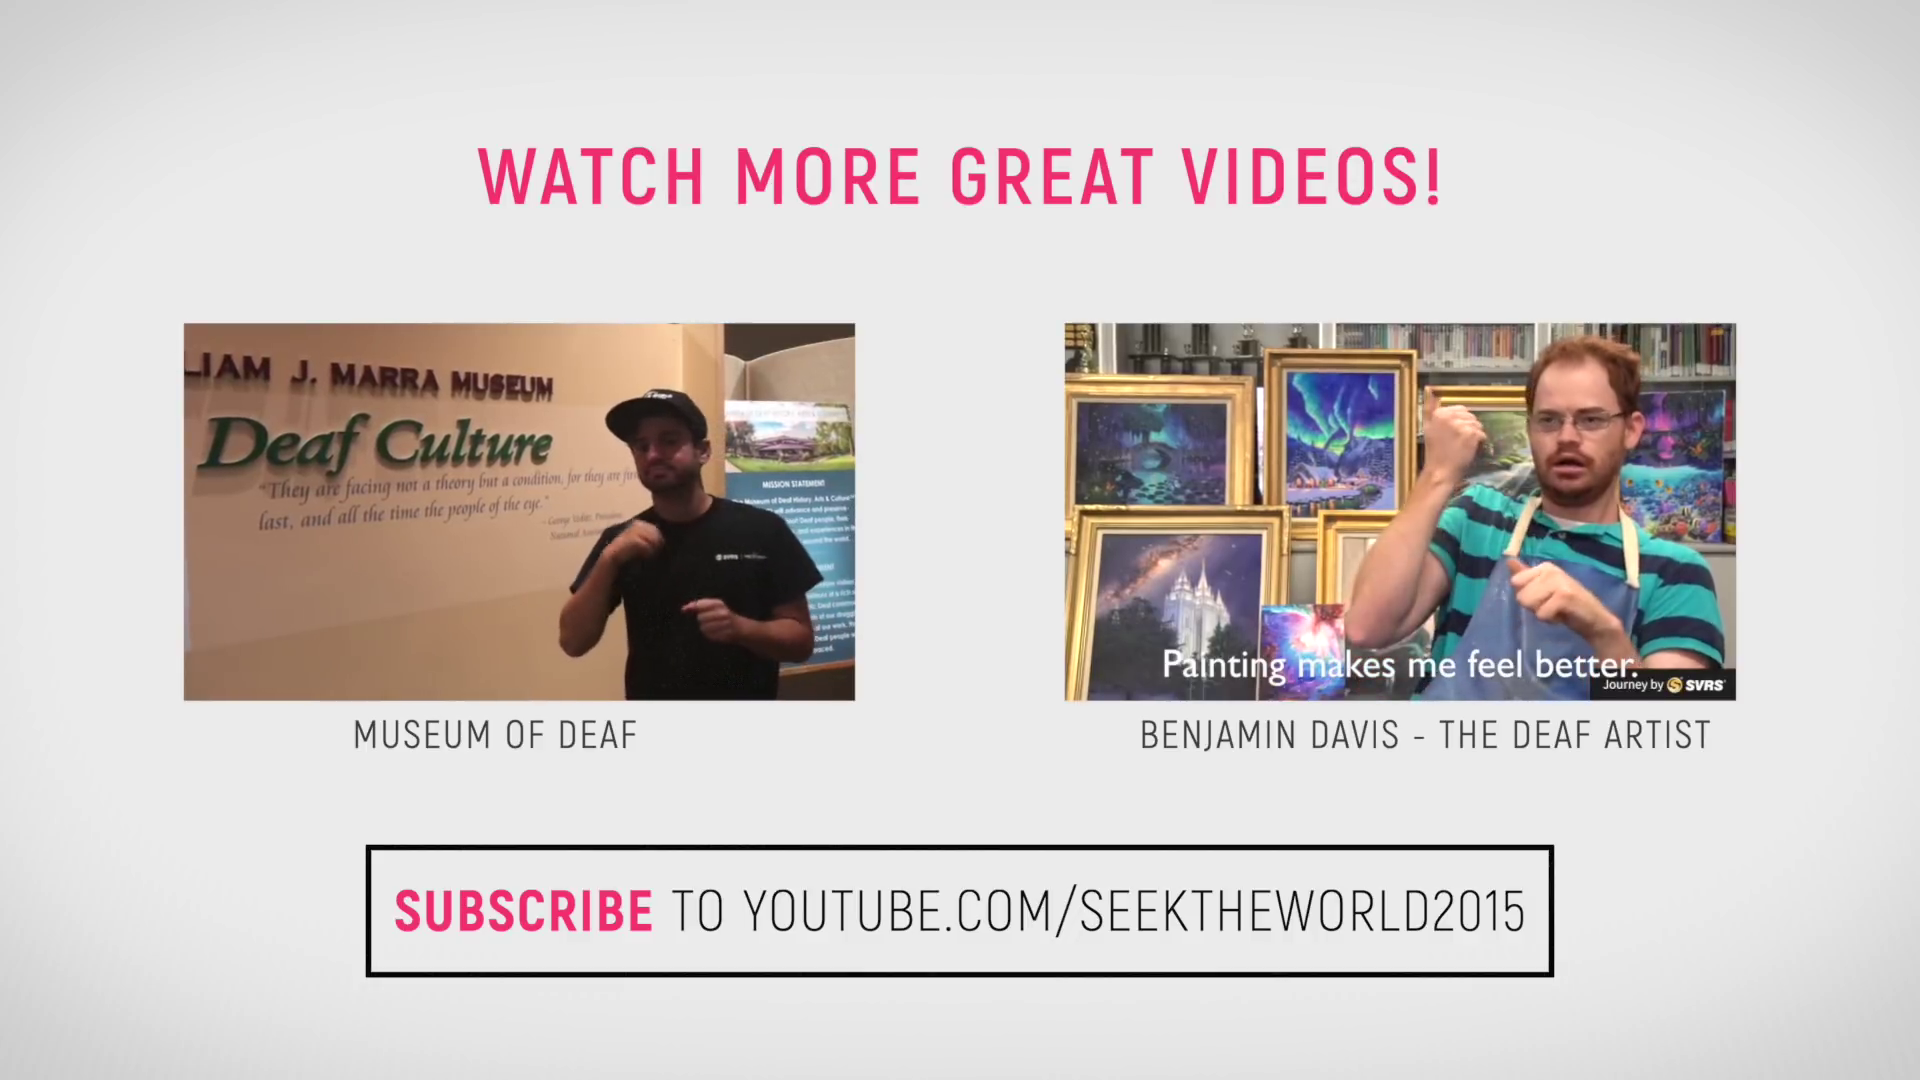 WATCH MORE GREAT VIDEOS!
LIAM J. MARRA MUSEUM
Deaf Culture
"They are facing not a theory but a condition, for they are
last, and all the time the people of the eye."
MISSION STATEMENT
SVRS
MUSEUM OF DEAF
Painting makes me feel better.
Journey by SVRS
BENJAMIN DAVIS - THE DEAF ARTIST
SUBSCRIBE TO YOUTUBE.COM/SEEKTHEWORLD2015